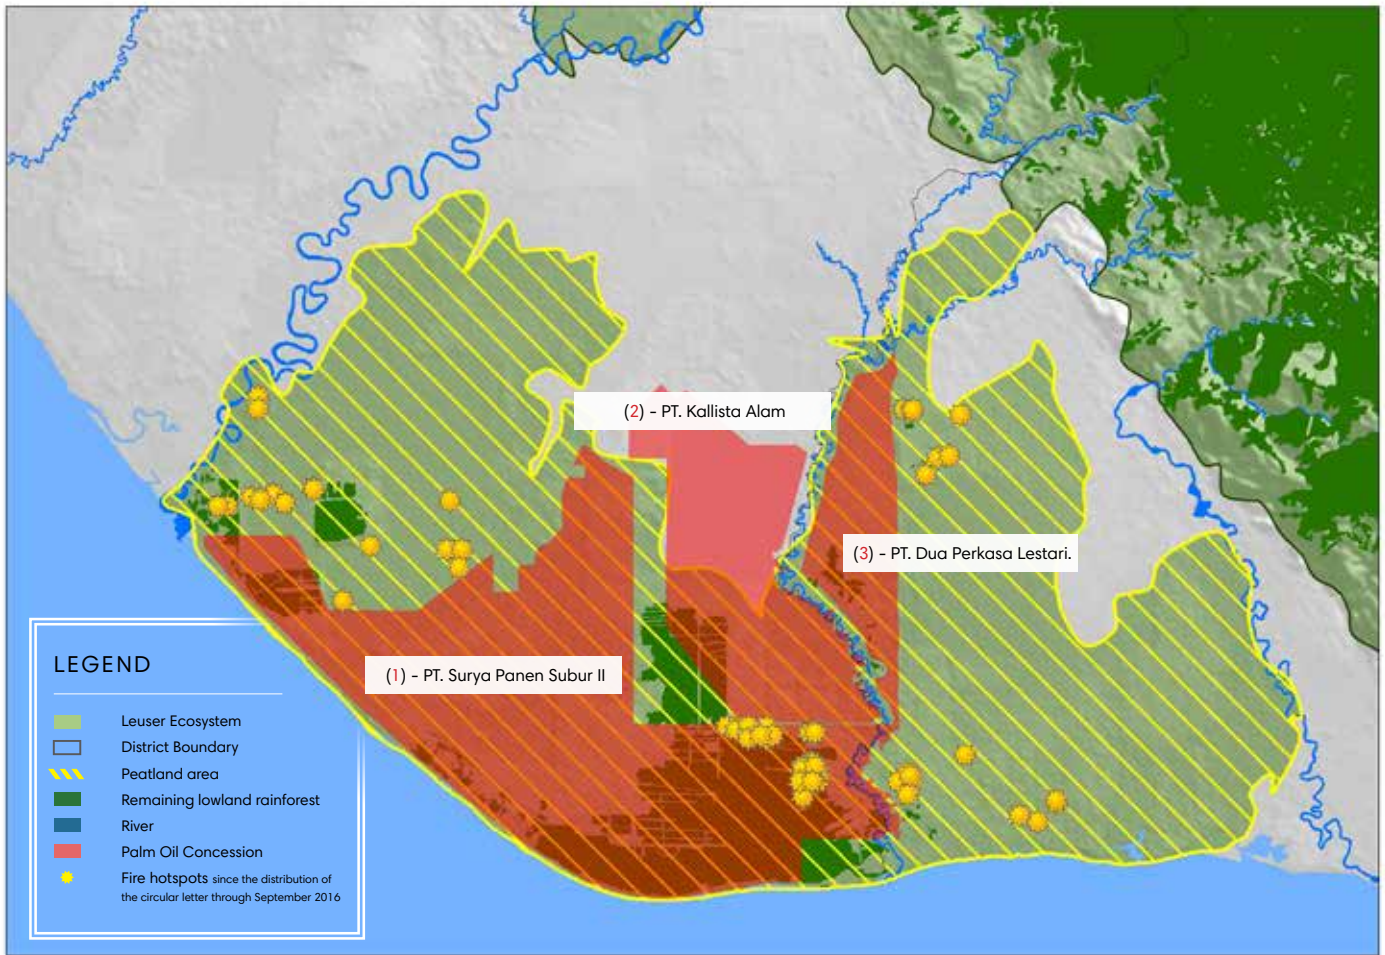 (2) - PT. Kallista Alam
(3) - PT. Dua Perkasa Lestari.
(1) - PT. Surya Panen Subur II
LEGEND
Leuser Ecosystem
District Boundary
Peatland area
Remaining lowland rainforest
River
Palm Oil Concession
Fire hotspots since the distribution of
the circular letter through September 2016